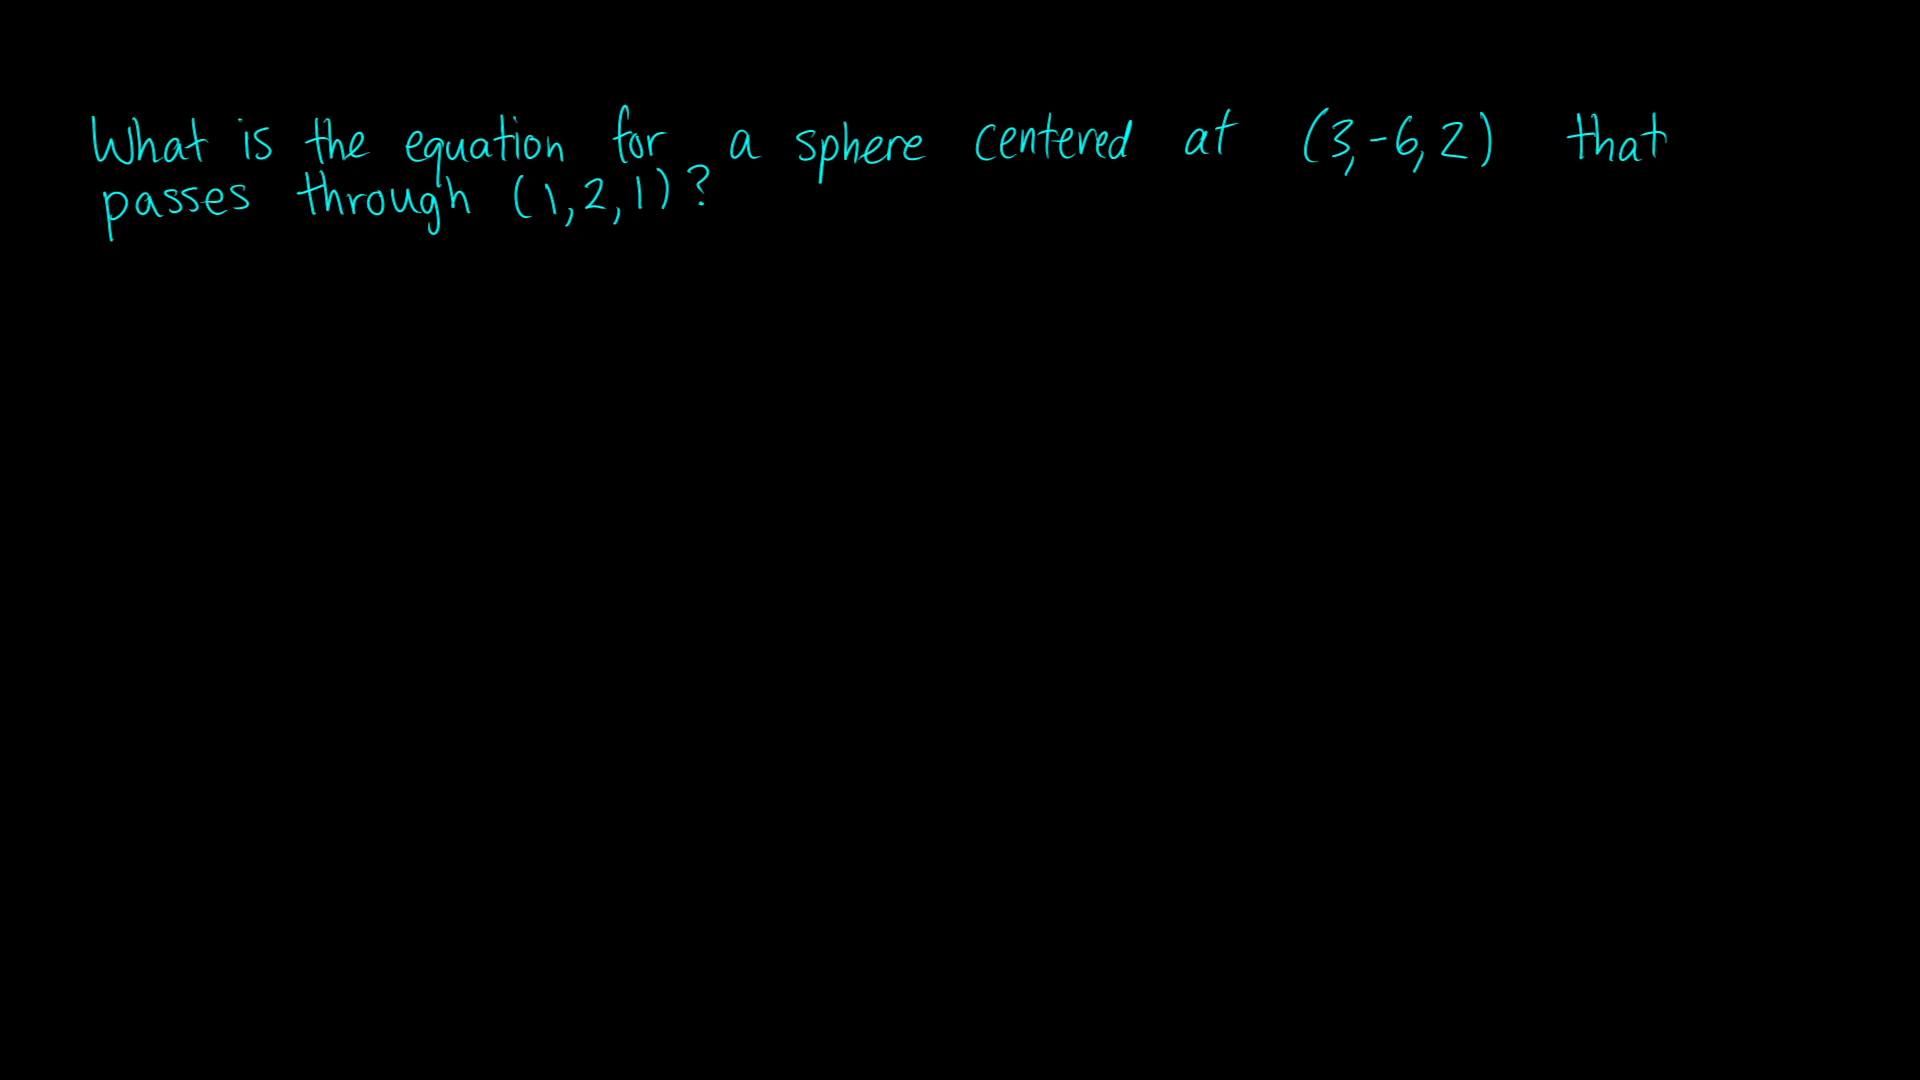 What is the equation for a sphere centered at (3,-6,2) that
passes through (1,2,1)?